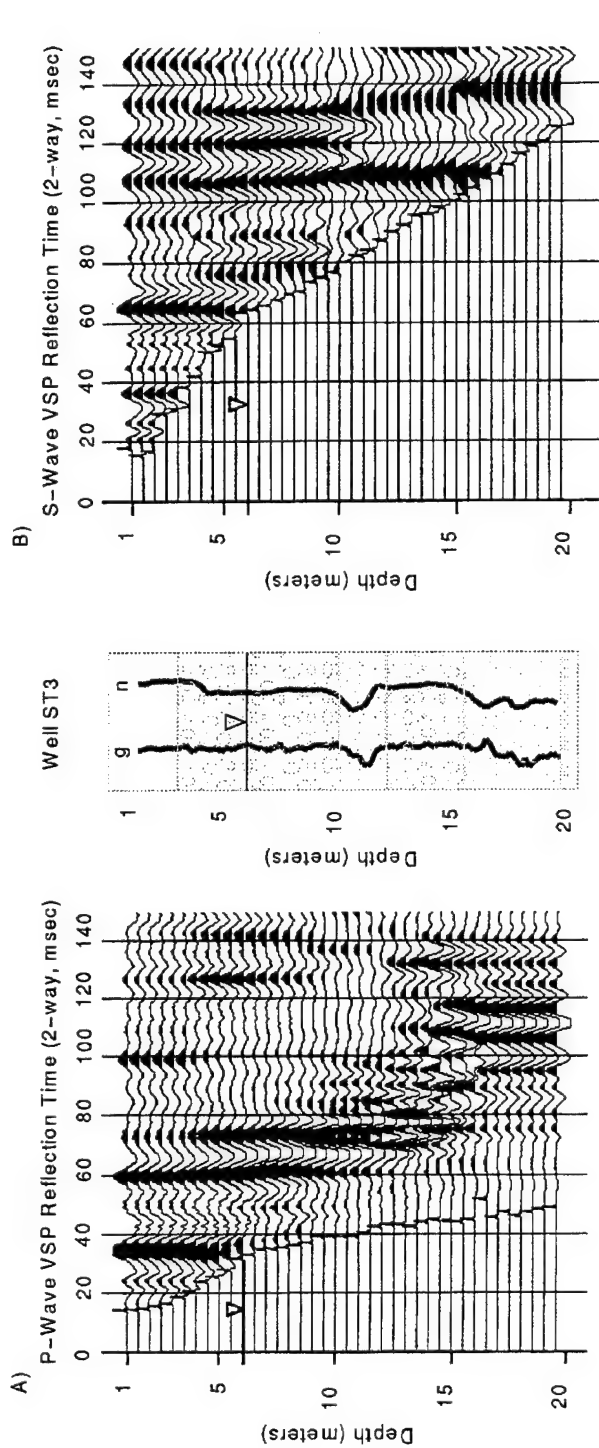 A)
P-Wave VSP Reflection Time (2-way, msec)
0 20 40 60 80 100 120 140
1
5
10
15
20
Depth (meters)
Well ST3
g n
1
5
10
15
20
Depth (meters)
B)
S-Wave VSP Reflection Time (2-way, msec)
0 20 40 60 80 100 120 140
1
5
10
15
20
Depth (meters)